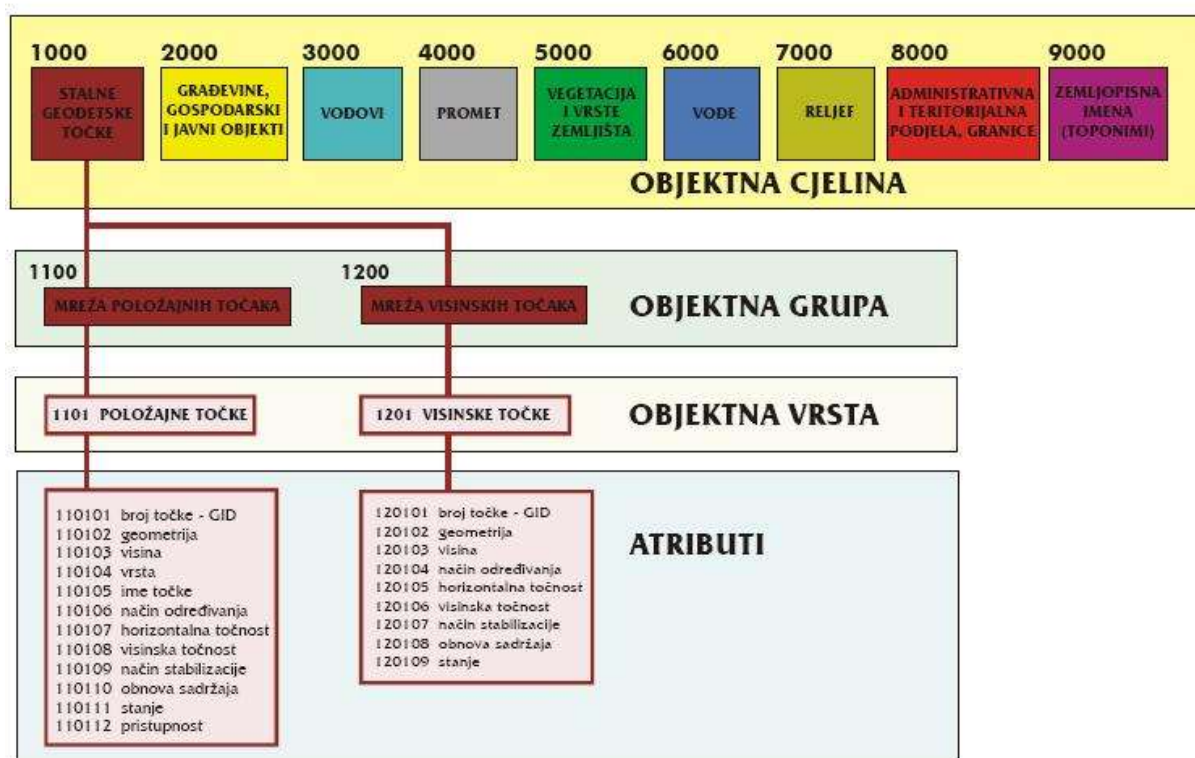 1000 2000 3000 4000 5000 6000 7000 8000 9000
STALNE
GEODETSKE
TOČKE
GRAĐEVINE,
GOSPODARSKI
I JAVNI OBJEKTI
VODOVI
PROMET
VEGETACIJA
I VRSTE
ZEMLJIŠTA
VODE
RELJEF
ADMINISTRATIVNA
I TERITORIJALNA
PODJELA, GRANICE
ZEMLJOPISNA
IMENA
(TOPONIMI)
OBJEKTNA CJELINA
1100
MREŽA POLOŽAJNIH TOČAKA
1200
MREŽA VISINSKIH TOČAKA
OBJEKTNA GRUPA
1101 POLOŽAJNE TOČKE
1201 VISINSKE TOČKE
OBJEKTNA VRSTA
110101 broj točke - GID
110102 geometrija
110103 visina
110104 vrsta
110105 ime točke
110106 način određivanja
110107 horizontalna točnost
110108 visinska točnost
110109 način stabilizacije
110110 obnova sadržaja
110111 stanje
110112 pristupnost
120101 broj točke - GID
120102 geometrija
120103 visina
120104 način određivanja
120105 horizontalna točnost
120106 visinska točnost
120107 način stabilizacije
120108 obnova sadržaja
120109 stanje
ATRIBUTI